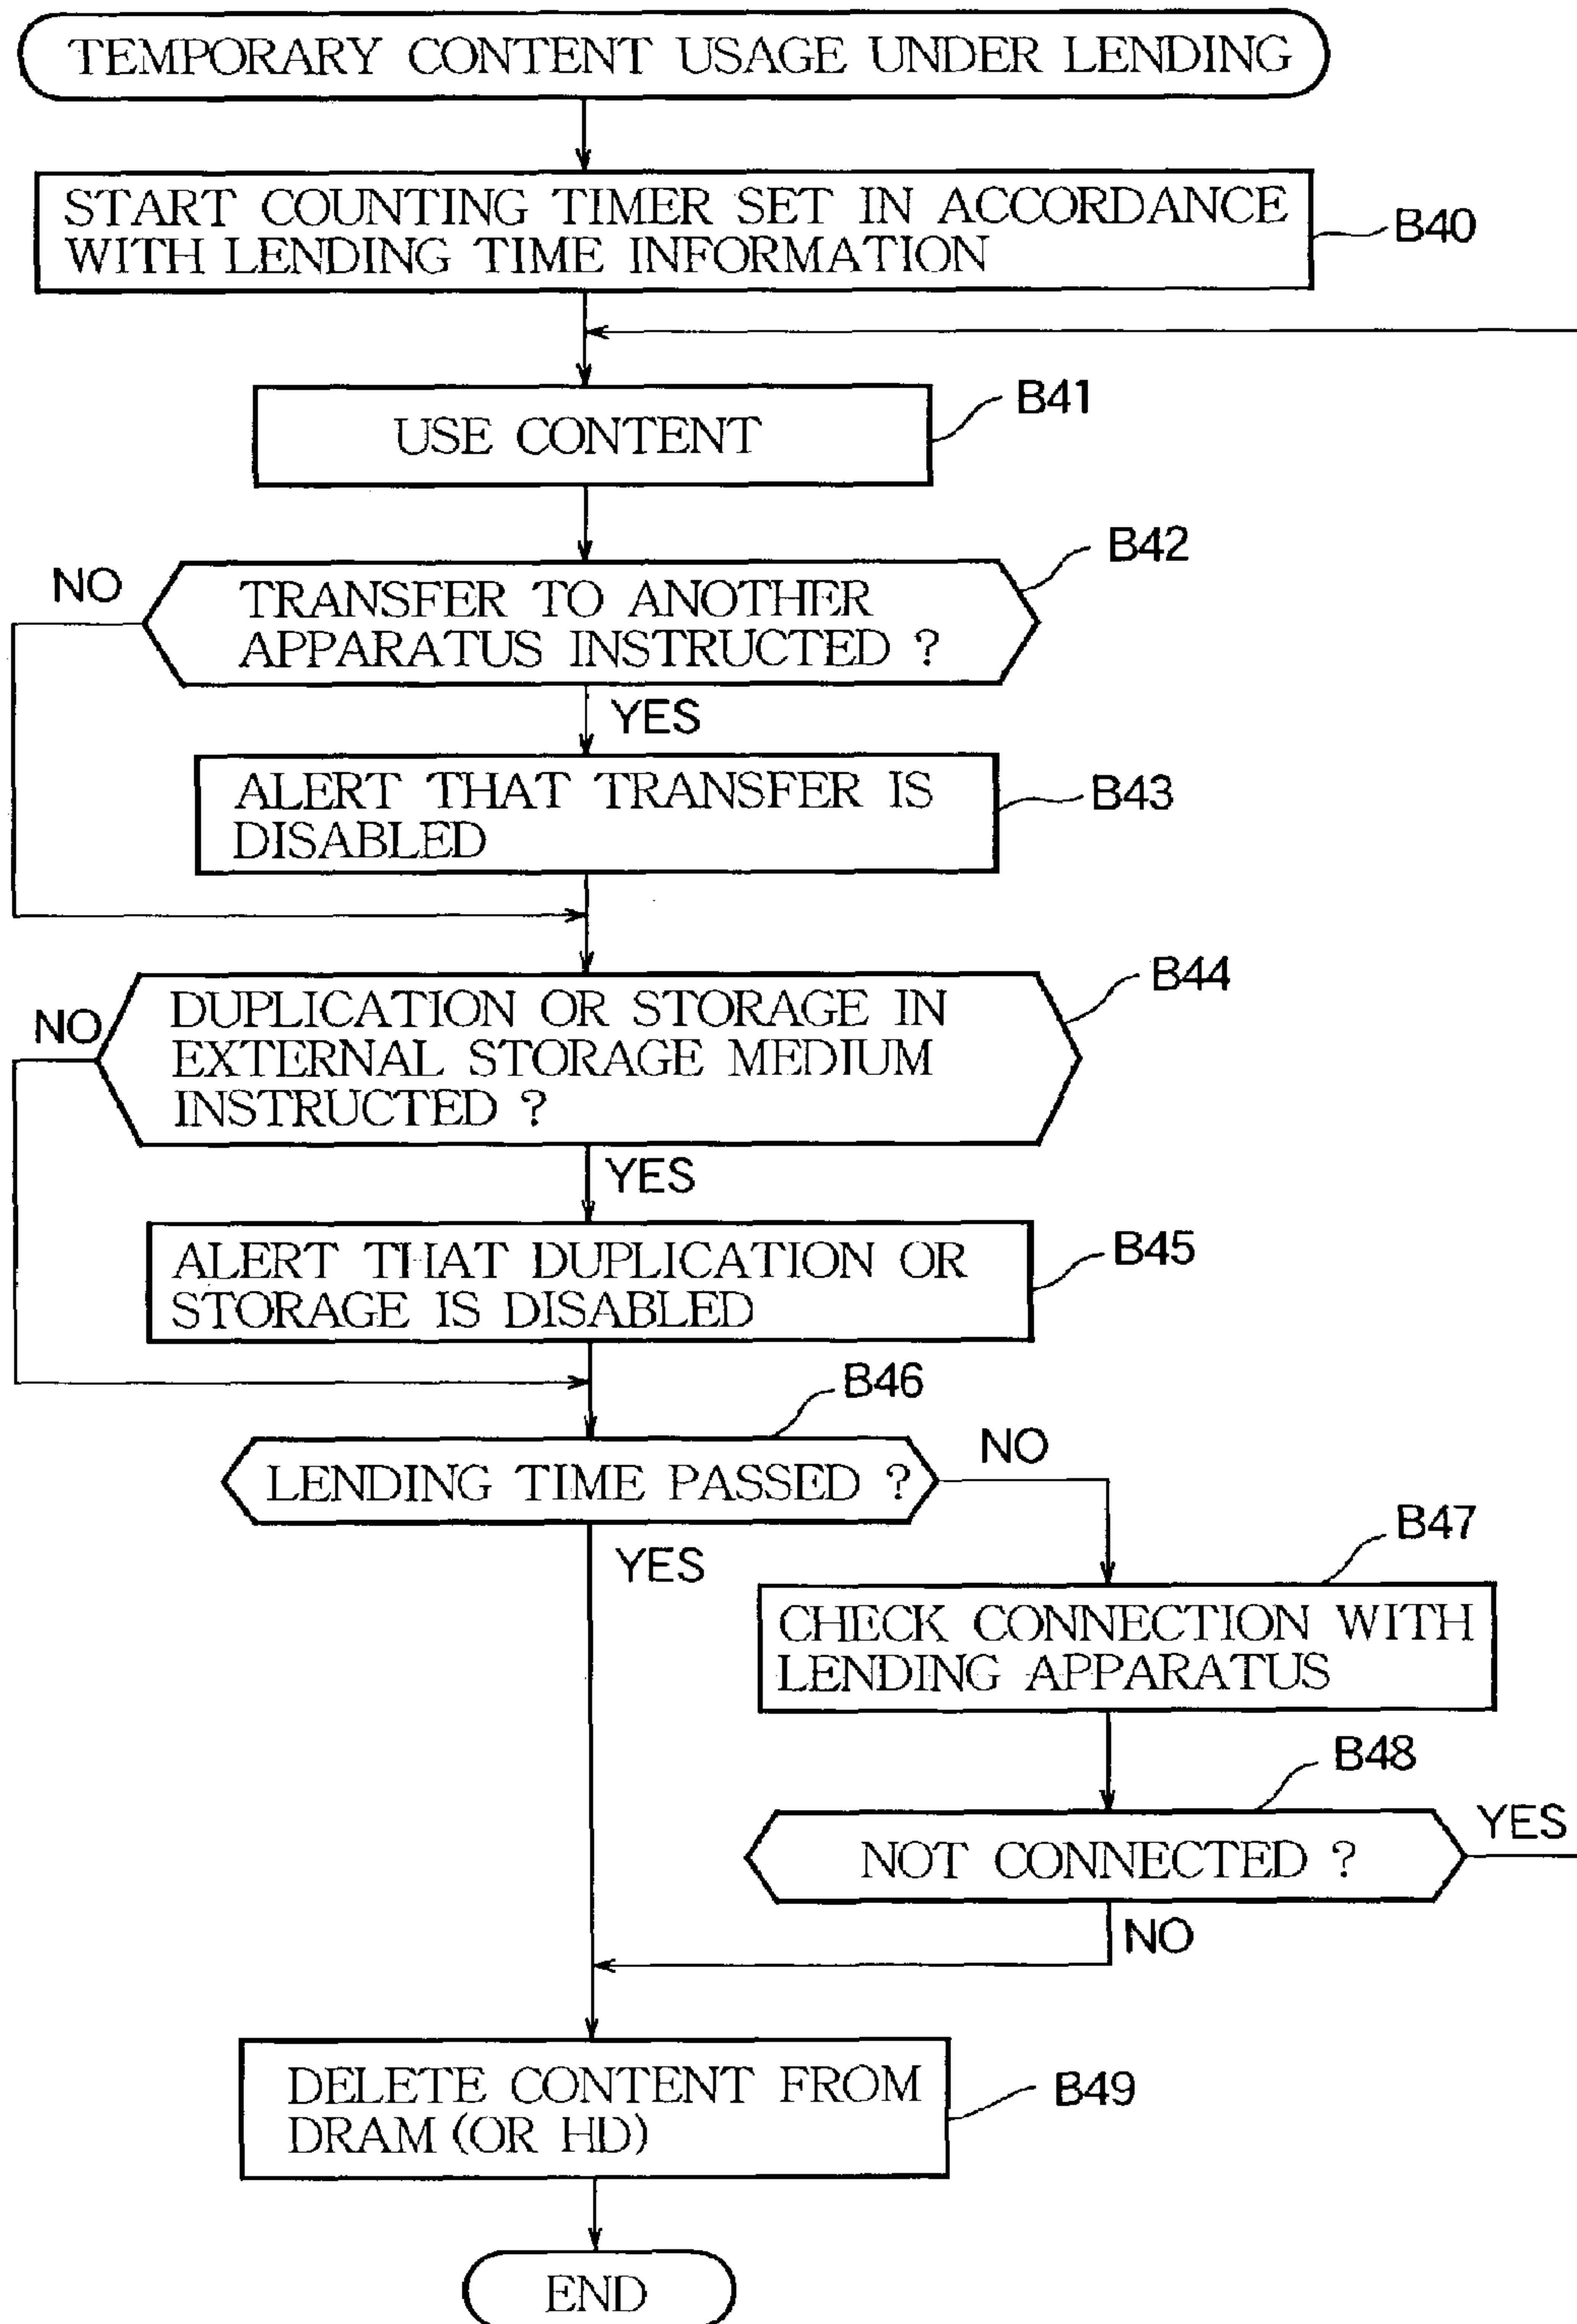 TEMPORARY CONTENT USAGE UNDER LENDING
START COUNTING TIMER SET IN ACCORDANCE
WITH LENDING TIME INFORMATION
B40
B41
USE CONTENT
B42
NO
TRANSFER TO ANOTHER
APPARATUS INSTRUCTED ?
YES
ALERT THAT TRANSFER IS
DISABLED
B43
B44
NO
DUPLICATION OR STORAGE IN
EXTERNAL STORAGE MEDIUM
INSTRUCTED ?
YES
ALERT THAT DUPLICATION OR
STORAGE IS DISABLED
B45
B46
NO
LENDING TIME PASSED ?
B47
YES
CHECK CONNECTION WITH
LENDING APPARATUS
B48
YES
NOT CONNECTED ?
NO
DELETE CONTENT FROM
DRAM (OR HD)
B49
END